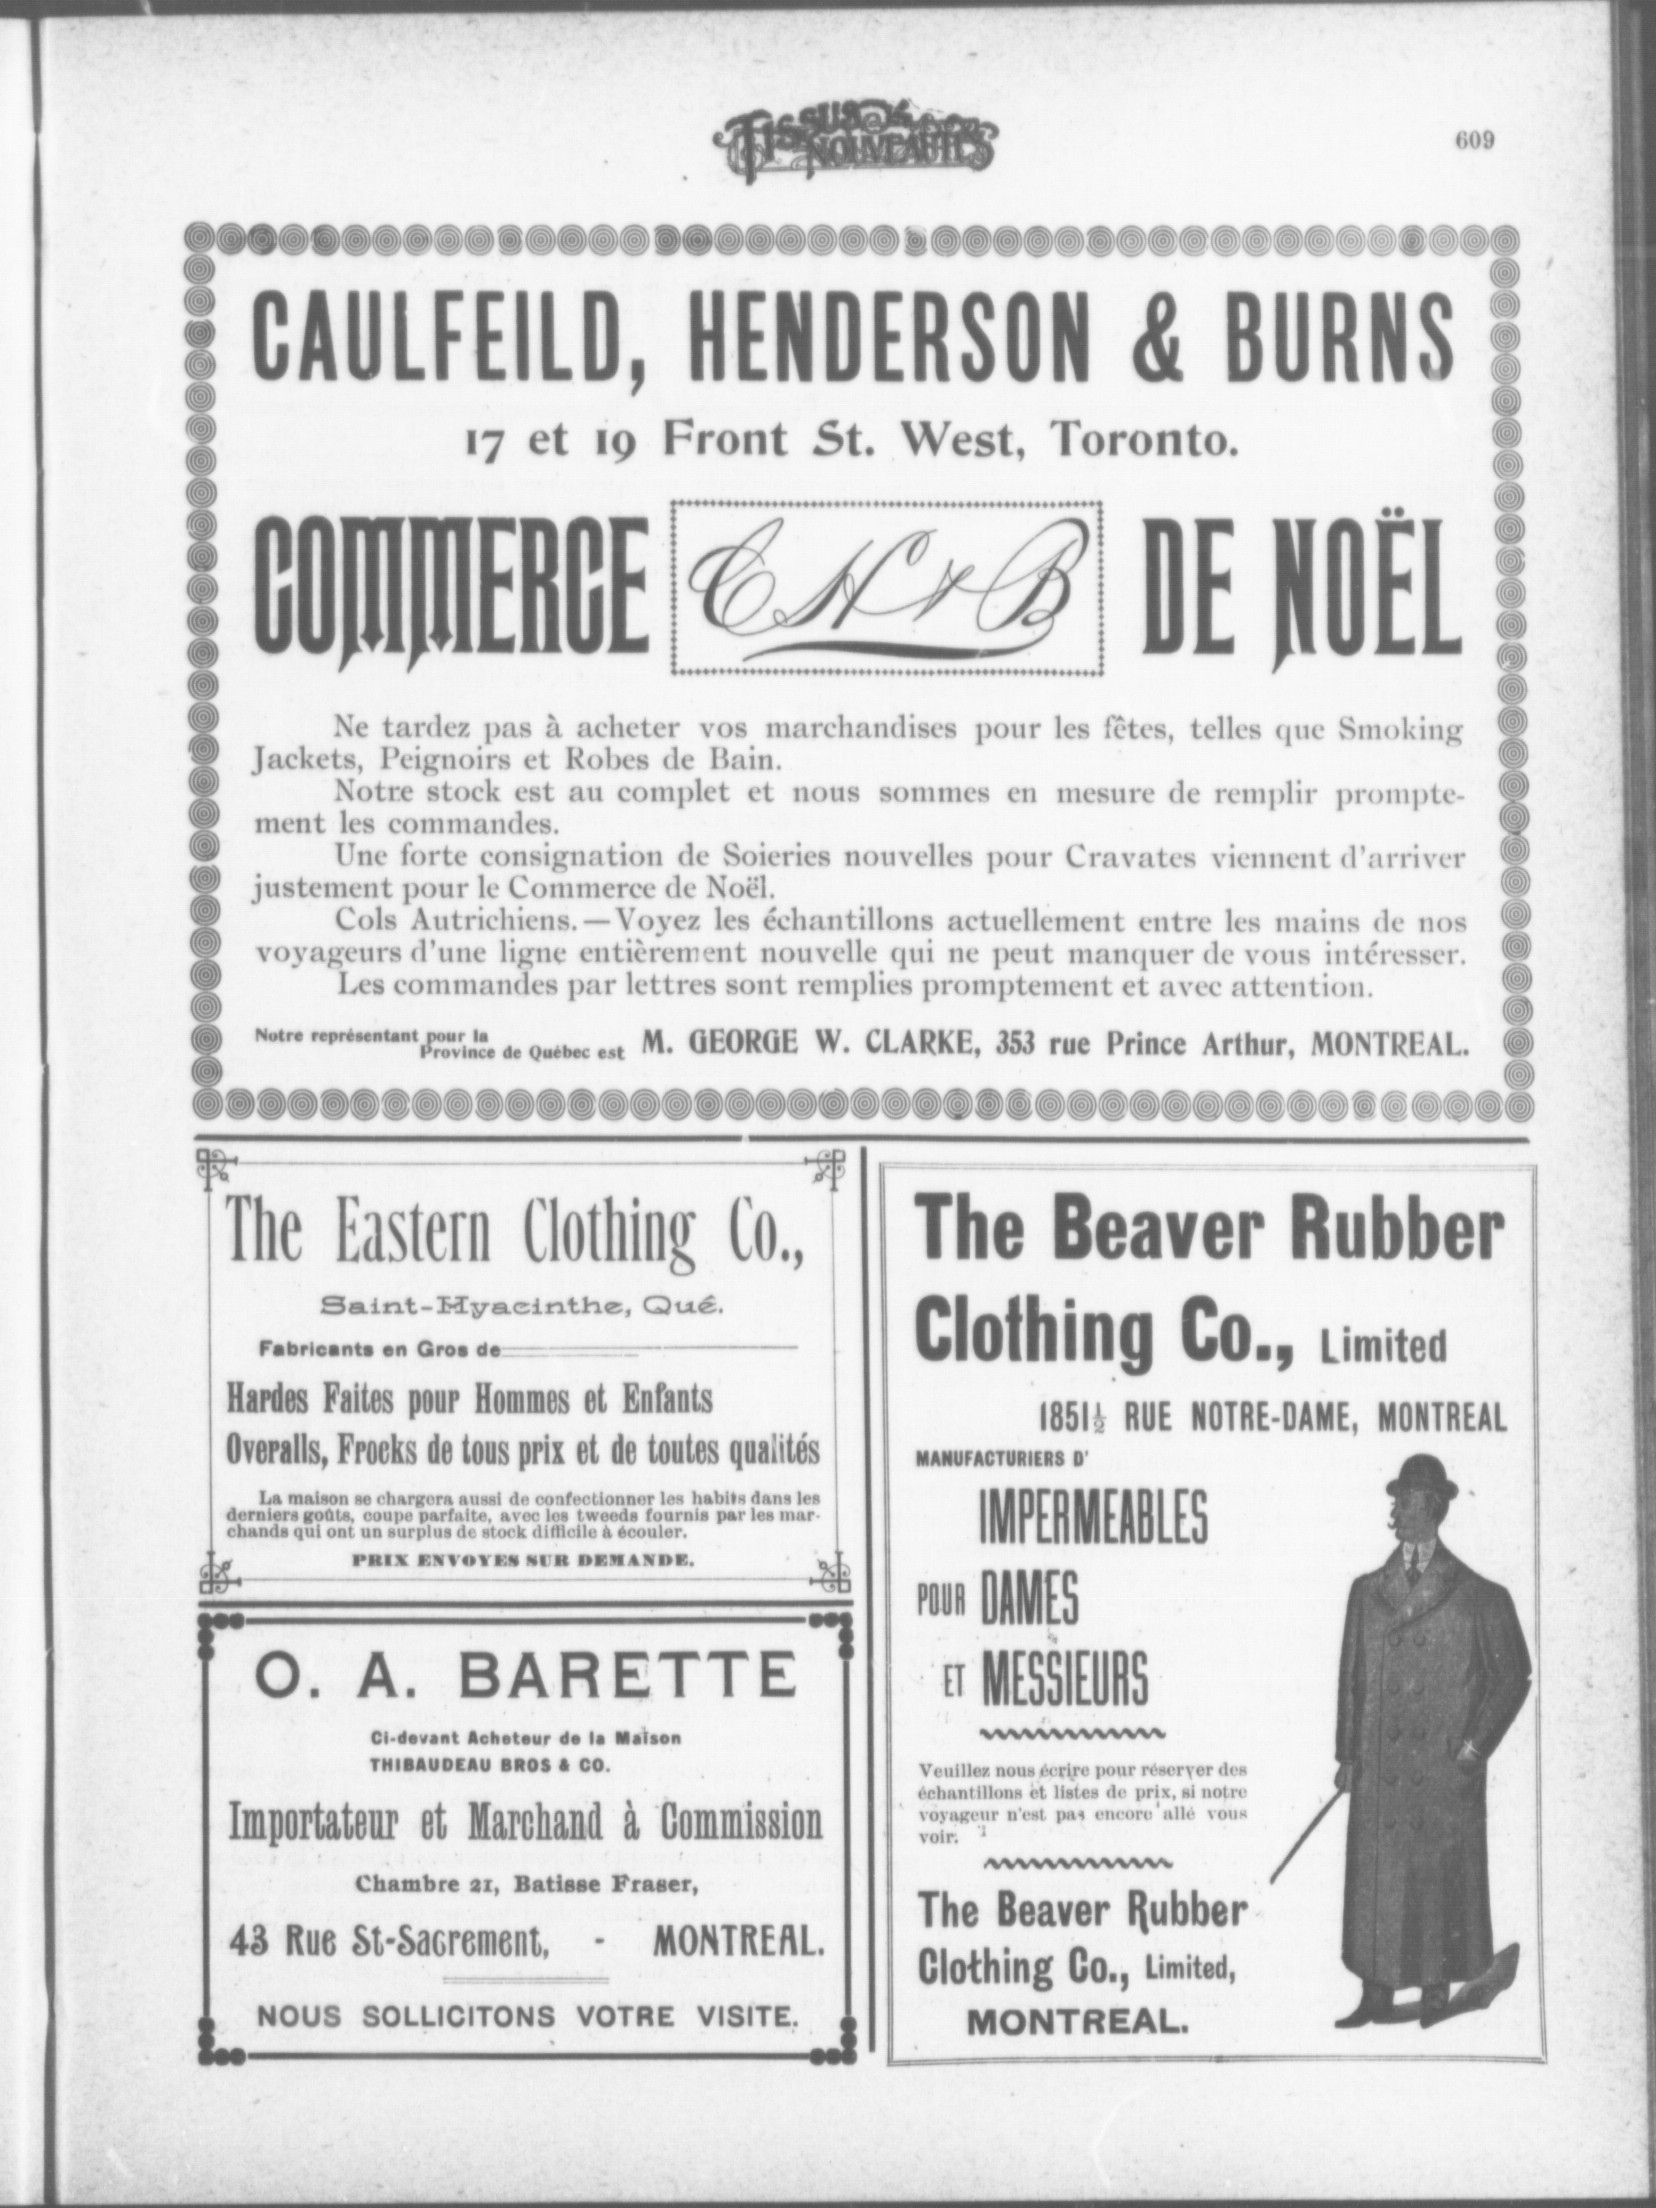 TISSUS & NOUVEAUTÉS
609
CAULFEILD, HENDERSON & BURNS
17 et 19 Front St. West, Toronto.
COMMERCE C H & B DE NOËL
Ne tardez pas à acheter vos marchandises pour les fêtes, telles que Smoking
Jackets, Peignoirs et Robes de Bain.
Notre stock est au complet et nous sommes en mesure de remplir prompte-
ment les commandes.
Une forte consignation de Soieries nouvelles pour Cravates viennent d'arriver
justement pour le Commerce de Noël.
Cols Autrichiens.—Voyez les échantillons actuellement entre les mains de nos
voyageurs d'une ligne entièrement nouvelle qui ne peut manquer de vous intéresser.
Les commandes par lettres sont remplies promptement et avec attention.
Notre représentant pour la
Province de Québec est M. GEORGE W. CLARKE, 353 rue Prince Arthur, MONTREAL.
The Eastern Clothing Co.,
Saint-Hyacinthe, Qué.
Fabricants en Gros de
Hardes Faites pour Hommes et Enfants
Overalls, Frocks de tous prix et de toutes qualités
La maison se chargera aussi de confectionner les habits dans les
derniers goûts, coupe parfaite, avec les tweeds fournis par les mar-
chands qui ont un surplus de stock difficile à écouler.
PRIX ENVOYES SUR DEMANDE.
O. A. BARETTE
Ci-devant Acheteur de la Maison
THIBAUDEAU BROS & CO.
Importateur et Marchand à Commission
Chambre 21, Batisse Fraser,
43 Rue St-Sacrement, - MONTREAL.
NOUS SOLLICITONS VOTRE VISITE.
The Beaver Rubber
Clothing Co., Limited
1851½ RUE NOTRE-DAME, MONTREAL
MANUFACTURIERS D'
IMPERMEABLES
POUR DAMES
ET MESSIEURS
Veuillez nous écrire pour réserver des
échantillons et listes de prix, si notre
voyageur n'est pas encore allé vous
voir.
The Beaver Rubber
Clothing Co., Limited,
MONTREAL.